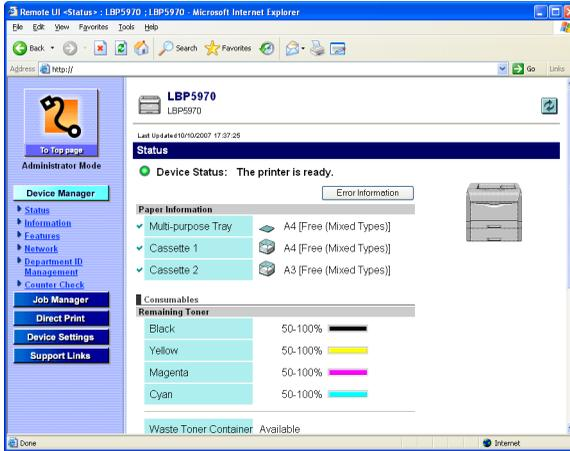 Remote UI <Status> : LBP5970 ; LBP5970 - Microsoft Internet Explorer
File Edit View Favorites Tools Help
Back Search Favorites
Address http:// Go Links
LBP5970
LBP5970
Last Updated10/10/2007 17:37:25
To Top page
Administrator Mode
Device Manager
Status
Information
Features
Network
Department ID
Management
Counter Check
Job Manager
Direct Print
Device Settings
Support Links
Status
Device Status: The printer is ready.
Error Information
Paper Information
Multi-purpose Tray A4 [Free (Mixed Types)]
Cassette 1 A4 [Free (Mixed Types)]
Cassette 2 A3 [Free (Mixed Types)]
Consumables
Remaining Toner
Black 50-100%
Yellow 50-100%
Magenta 50-100%
Cyan 50-100%
Waste Toner Container Available
Done Internet